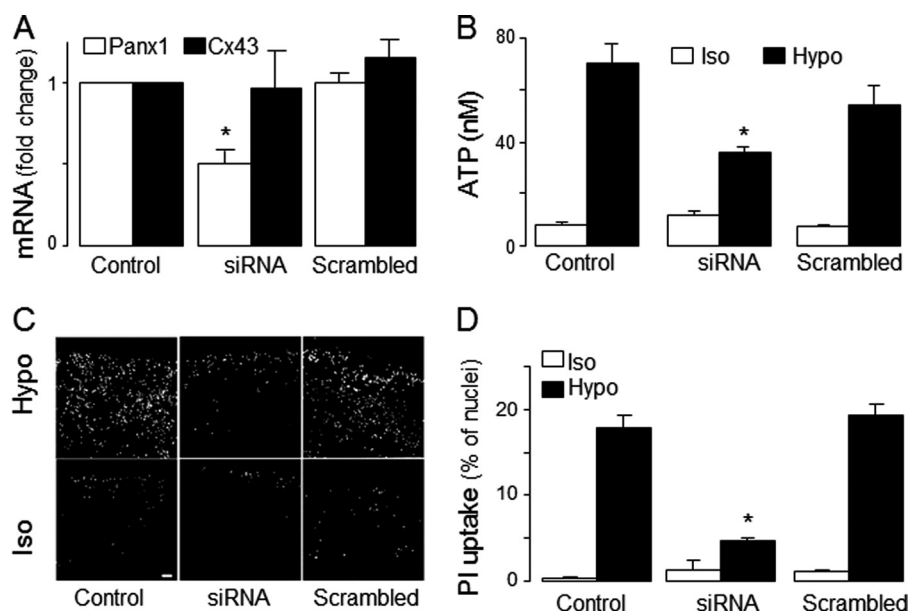 A
Panx1 Cx43
mRNA (fold change)
1
0
*
Control siRNA Scrambled
B
Iso Hypo
ATP (nM)
80
40
0
*
Control siRNA Scrambled
C
Hypo
Iso
Control siRNA Scrambled
D
Iso
Hypo
PI uptake (% of nuclei)
20
10
0
*
Control siRNA Scrambled